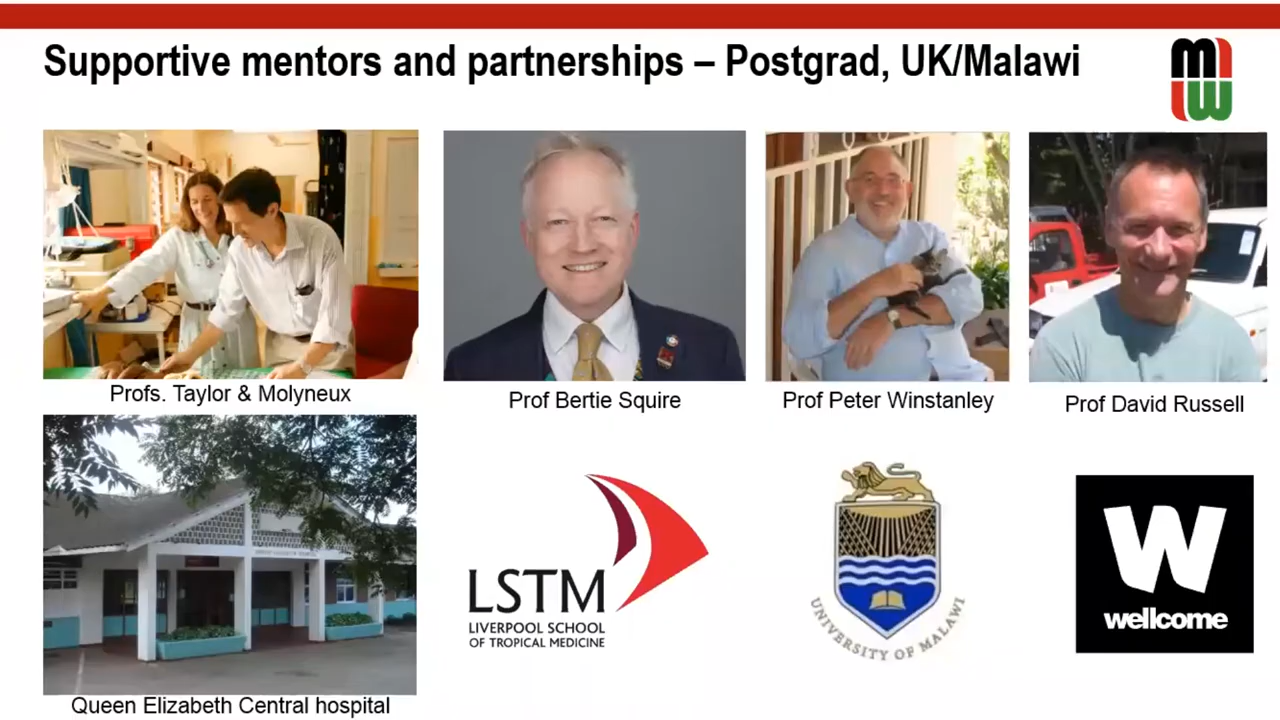 Supportive mentors and partnerships – Postgrad, UK/Malawi
MLW
Profs. Taylor & Molyneux
Prof Bertie Squire
Prof Peter Winstanley
Prof David Russell
LSTM
LIVERPOOL SCHOOL
OF TROPICAL MEDICINE
UNIVERSITY OF MALAWI
W
wellcome
Queen Elizabeth Central hospital